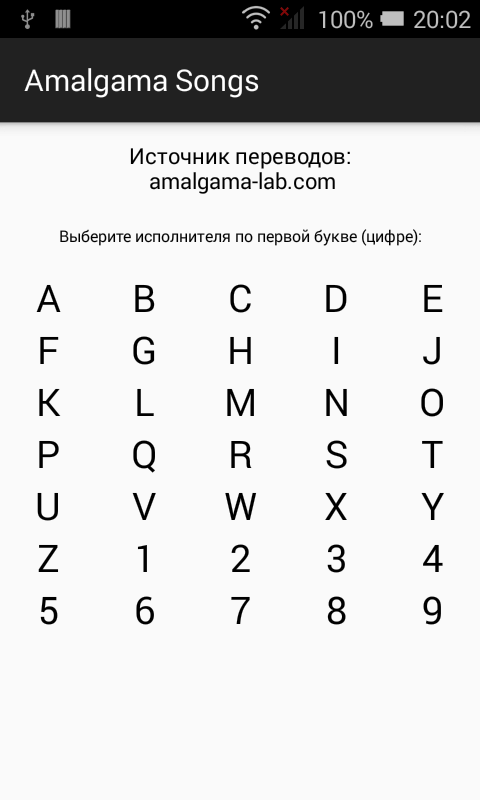 100% 20:02
Amalgama Songs
Источник переводов:
amalgama-lab.com
Выберите исполнителя по первой букве (цифре):
A B C D E
F G H I J
K L M N O
P Q R S T
U V W X Y
Z 1 2 3 4
5 6 7 8 9